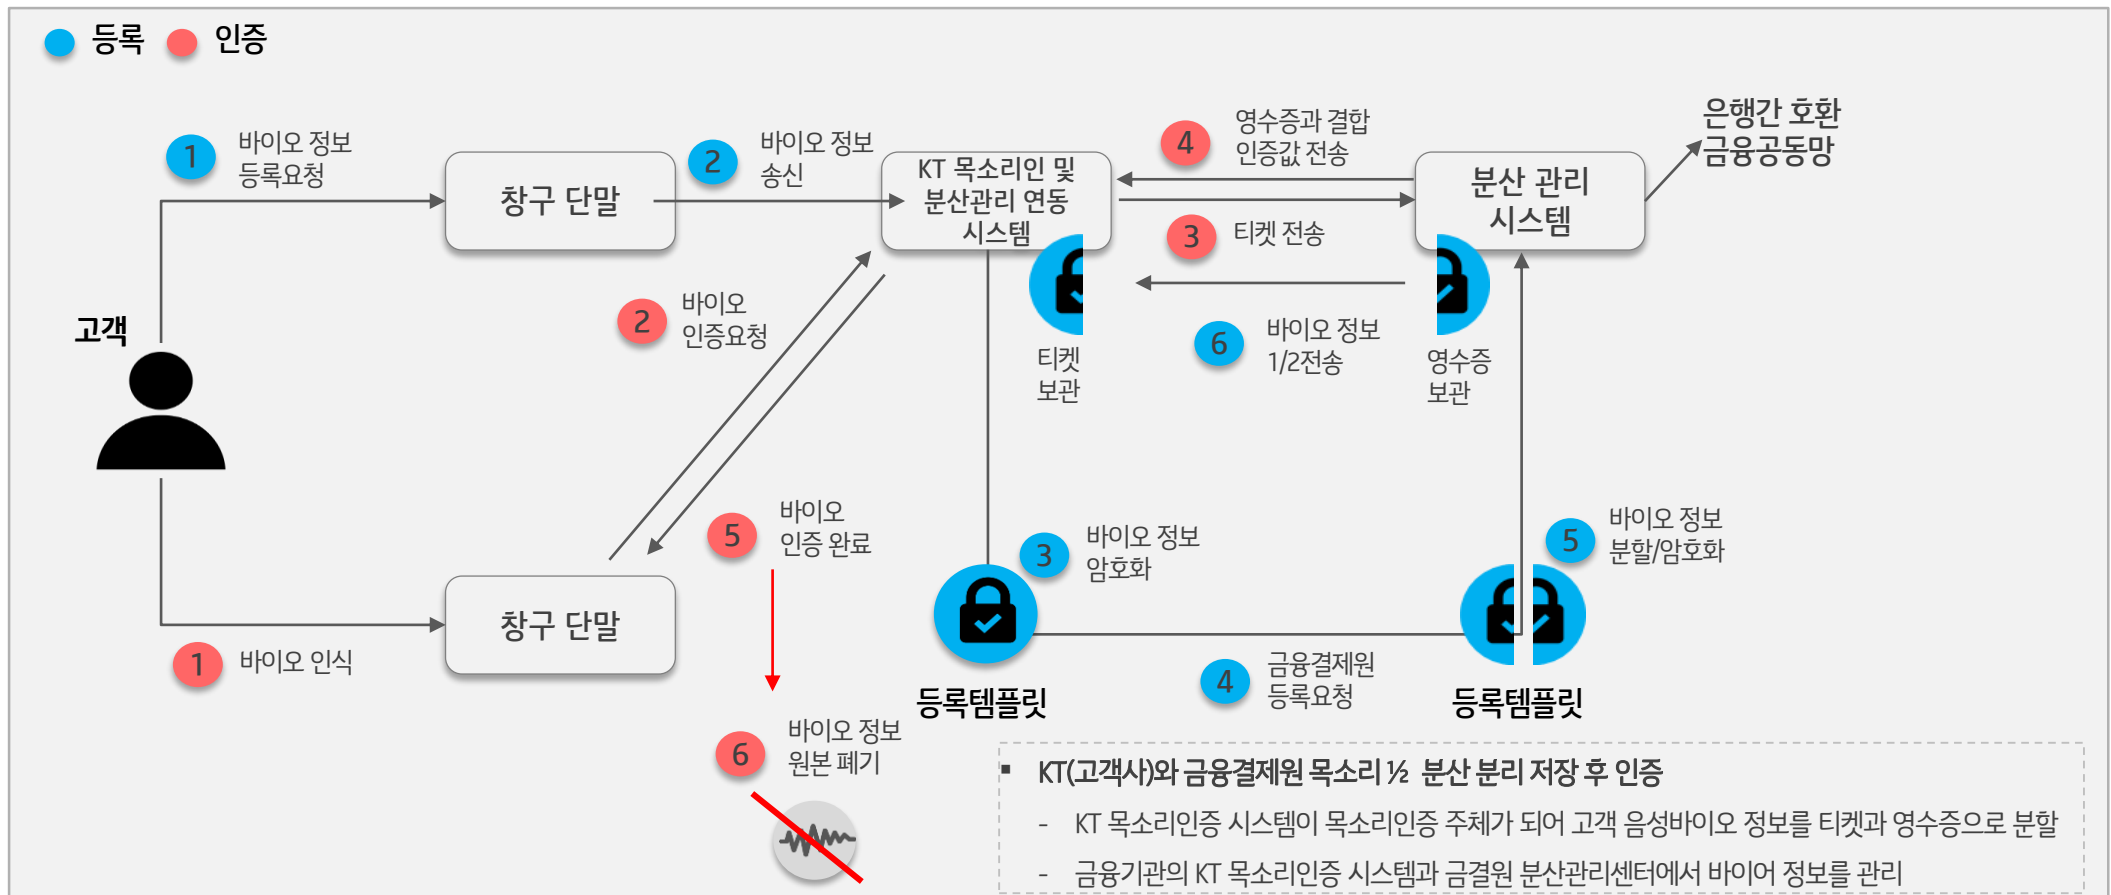 등록 인증
1 바이오 정보
등록요청
창구 단말
2 바이오 정보
송신
KT 목소리인 및
분산관리 연동
시스템
4 영수증과 결합
인증값 전송
3 티켓 전송
분산 관리
시스템
은행간 호환
금융공동망
2 바이오
인증요청
6 바이오 정보
1/2전송
티켓
보관
영수증
보관
고객
5 바이오
인증 완료
3 바이오 정보
암호화
5 바이오 정보
분할/암호화
창구 단말
1 바이오 인식
4 금융결제원
등록요청
등록템플릿
등록템플릿
6 바이오 정보
원본 폐기
▪ KT(고객사)와 금융결제원 목소리 ½ 분산 분리 저장 후 인증
- KT 목소리인증 시스템이 목소리인증 주체가 되어 고객 음성바이오 정보를 티켓과 영수증으로 분할
- 금융기관의 KT 목소리인증 시스템과 금결원 분산관리센터에서 바이어 정보를 관리